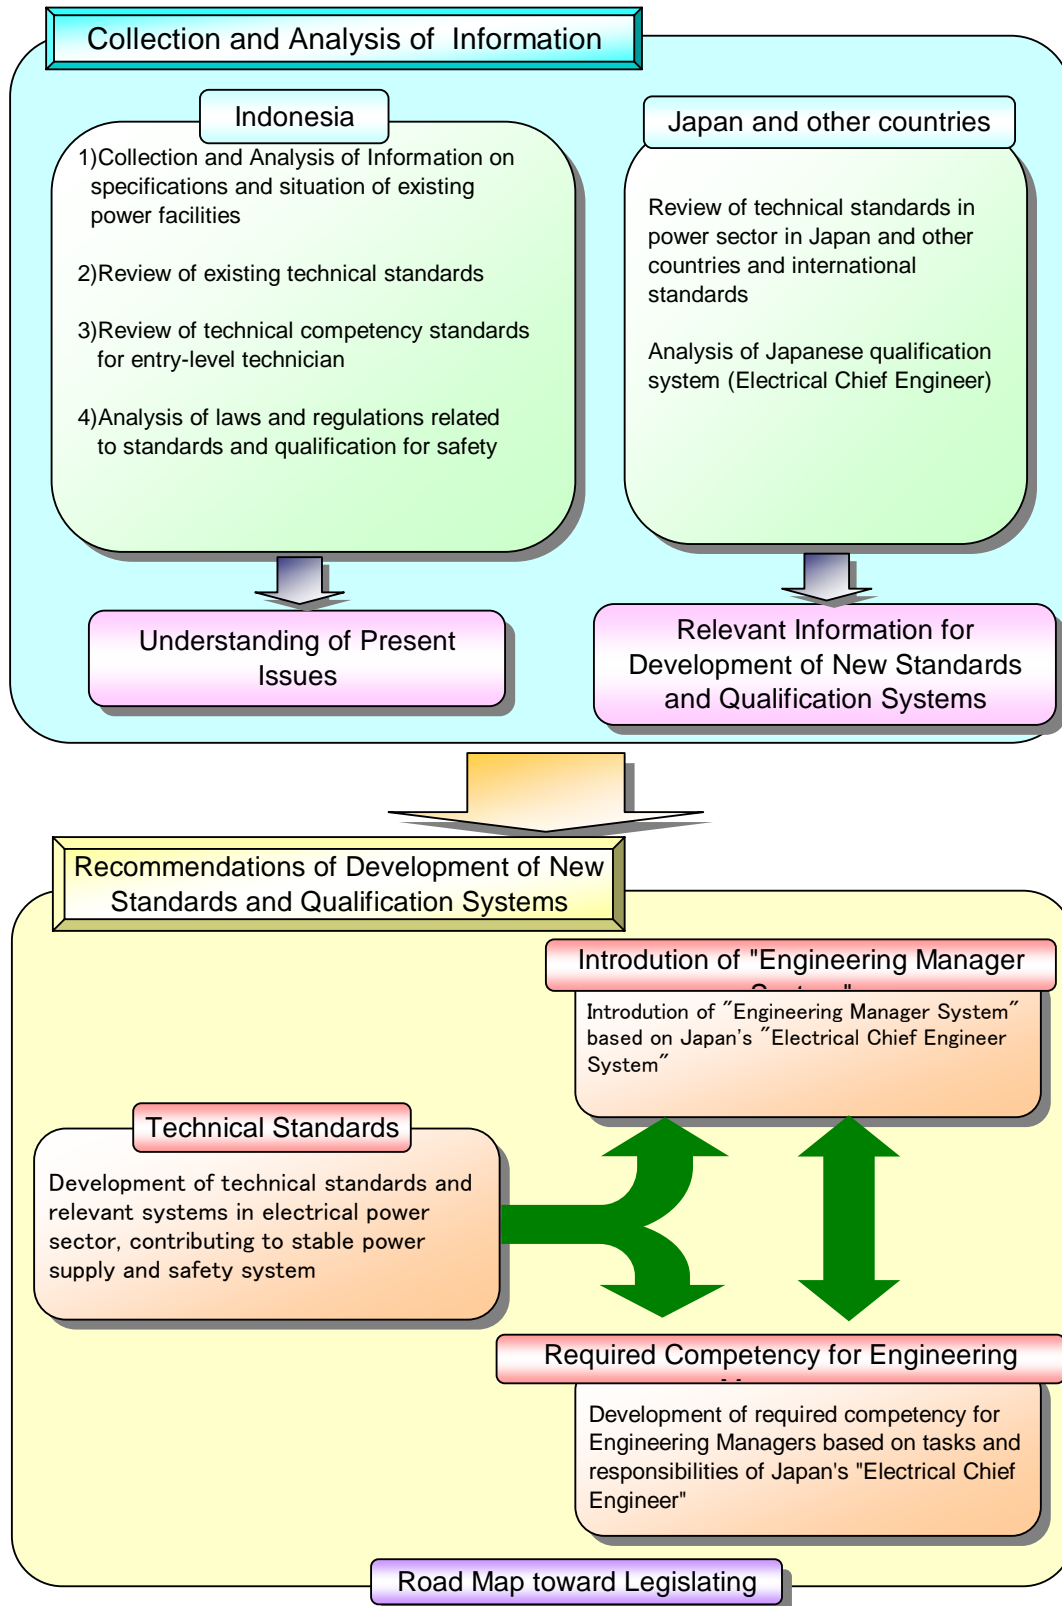 Collection and Analysis of  Information
Indonesia
1)Collection and Analysis of Information on
specifications and situation of existing
power facilities
2)Review of existing technical standards
3)Review of technical competency standards
for entry-level technician
4)Analysis of laws and regulations related
to standards and qualification for safety
Japan and other countries
Review of technical standards in
power sector in Japan and other
countries and international
standards
Analysis of Japanese qualification
system (Electrical Chief Engineer)
Understanding of Present
Issues
Relevant Information for
Development of New Standards
and Qualification Systems
Recommendations of Development of New
Standards and Qualification Systems
Introdution of "Engineering Manager
Introdution of "Engineering Manager System"
based on Japan's "Electrical Chief Engineer
System"
Technical Standards
Development of technical standards and
relevant systems in electrical power
sector, contributing to stable power
supply and safety system
Required Competency for Engineering
Development of required competency for
Engineering Managers based on tasks and
responsibilities of Japan's "Electrical Chief
Engineer"
Road Map toward Legislating